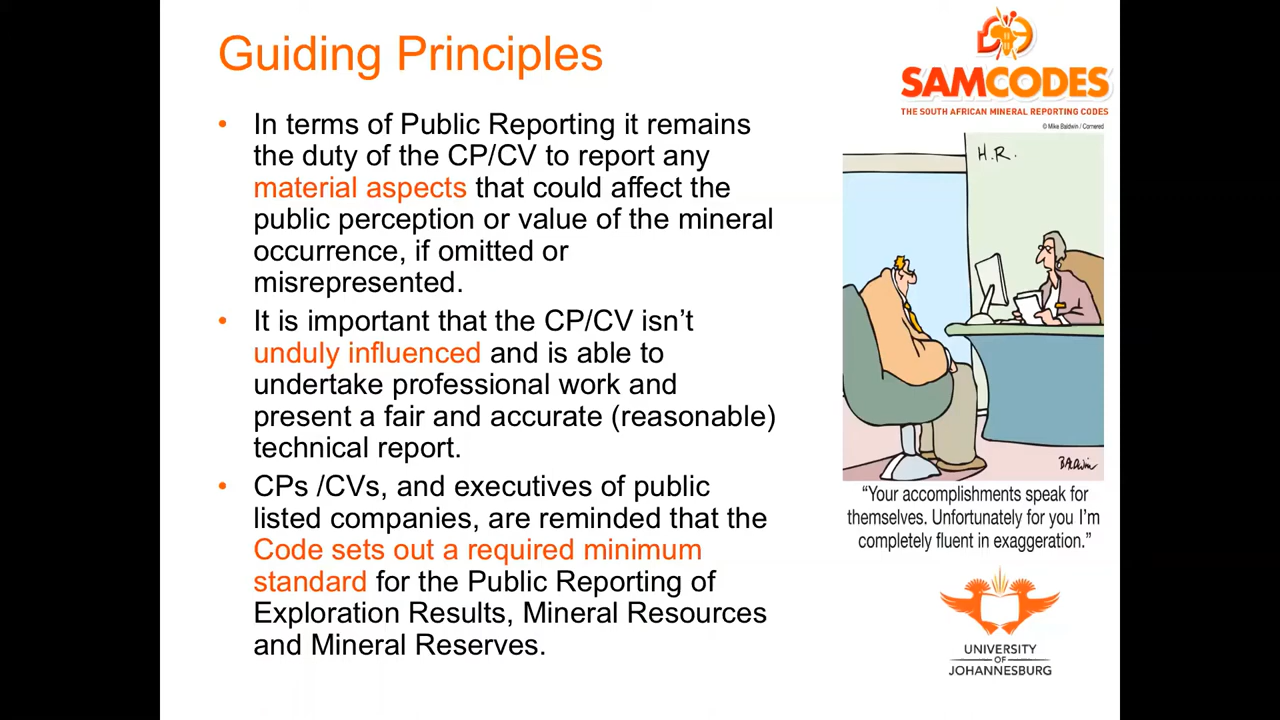 Guiding Principles
• In terms of Public Reporting it remains
the duty of the CP/CV to report any
material aspects that could affect the
public perception or value of the mineral
occurrence, if omitted or
misrepresented.
• It is important that the CP/CV isn’t
unduly influenced and is able to
undertake professional work and
present a fair and accurate (reasonable)
technical report.
• CPs /CVs, and executives of public
listed companies, are reminded that the
Code sets out a required minimum
standard for the Public Reporting of
Exploration Results, Mineral Resources
and Mineral Reserves.
SAMCODES
THE SOUTH AFRICAN MINERAL REPORTING CODES
© Mike Baldwin / Cornered
H.R.
BALDWIN
“Your accomplishments speak for
themselves. Unfortunately for you I’m
completely fluent in exaggeration.”
UNIVERSITY
OF
JOHANNESBURG